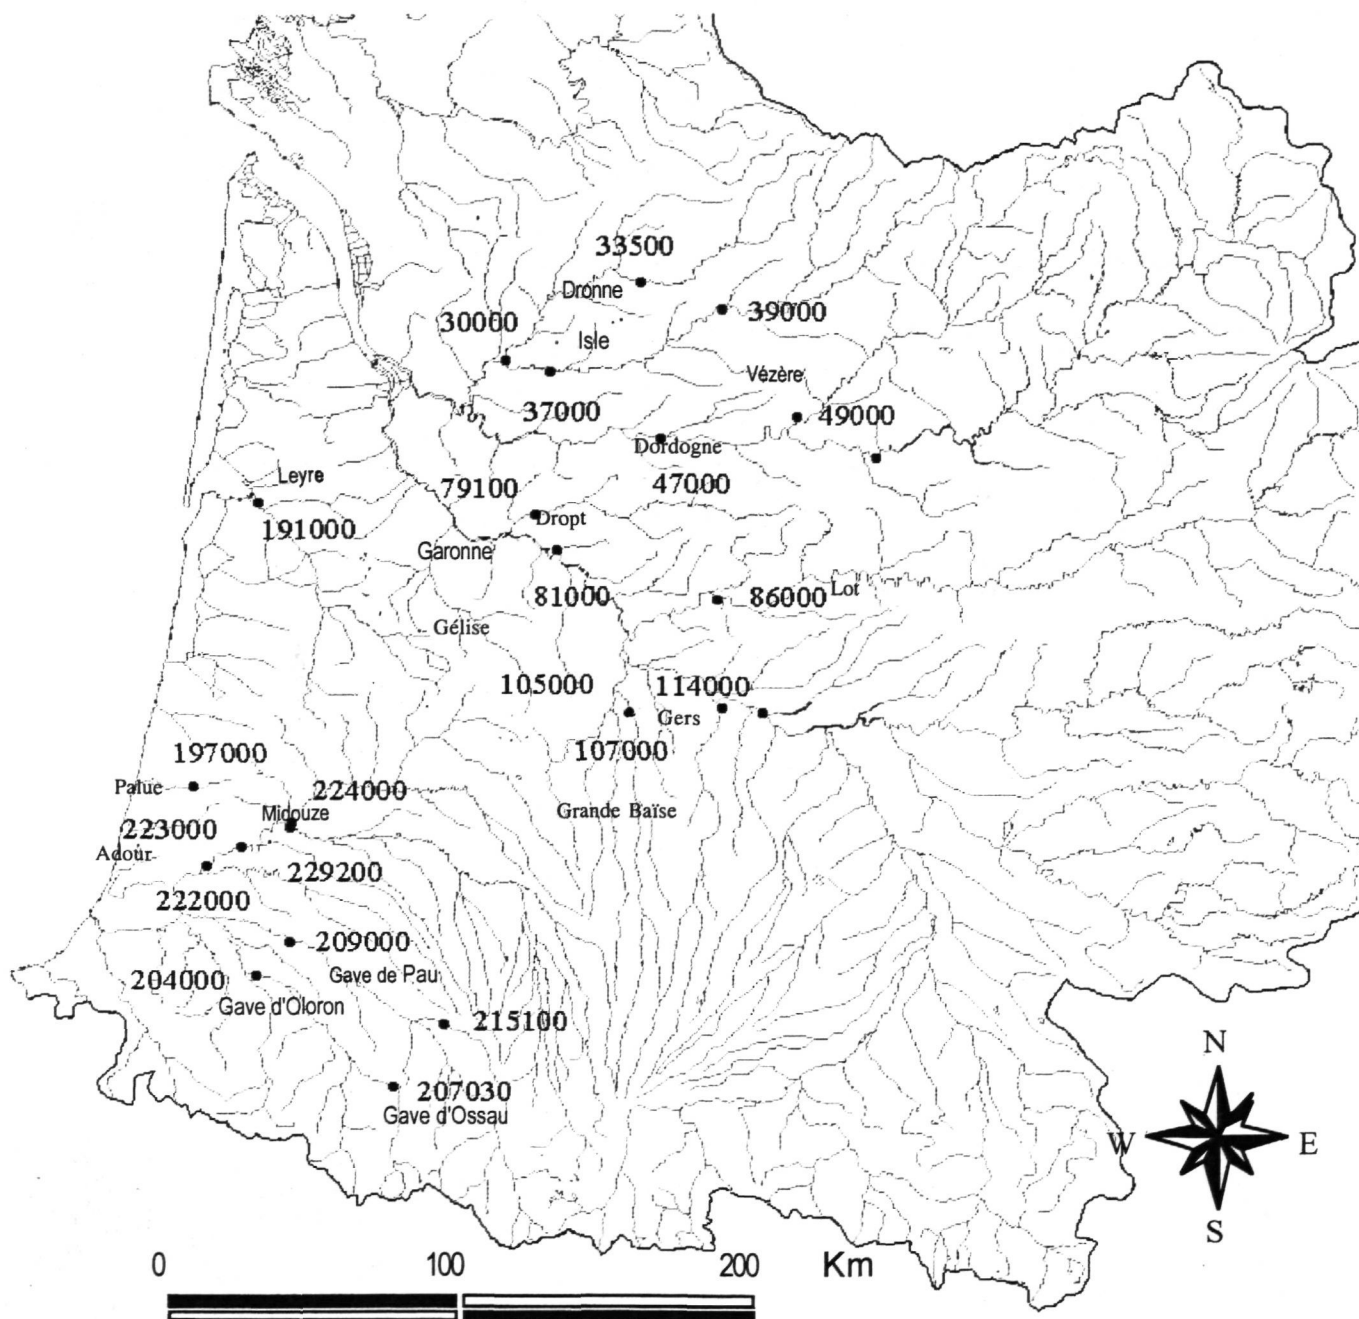 33500
Dronne
30000
39000
Isle
Vézère
37000
49000
Dordogne
Leyre
79100
47000
191000
Dropt
Garonne
81000
86000
Lot
Gélise
105000
114000
Gers
197000
107000
Palue
224000
Midouze
Grande Baïse
223000
Adour
229200
222000
209000
204000
Gave de Pau
Gave d'Oloron
215100
N
207030
Gave d'Ossau
W
E
S
0
100
200
Km